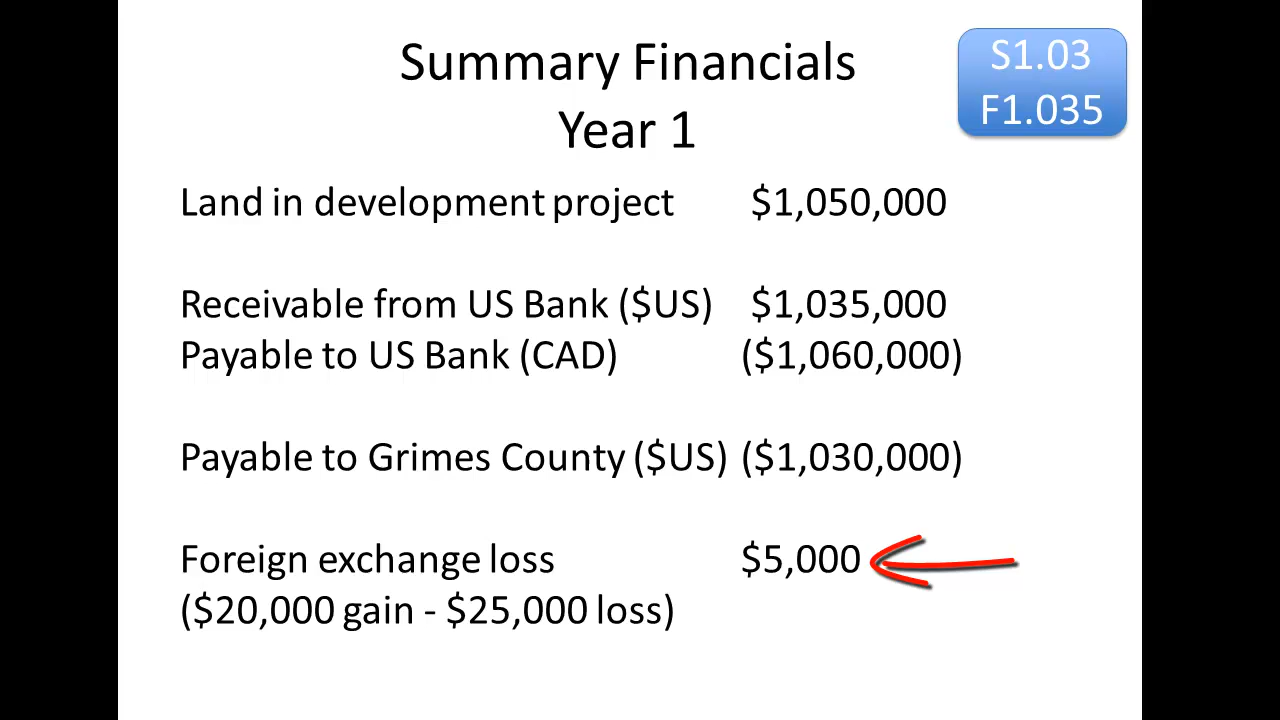 Summary Financials
Year 1
S1.03
F1.035
Land in development project $1,050,000
Receivable from US Bank ($US) $1,035,000
Payable to US Bank (CAD) ($1,060,000)
Payable to Grimes County ($US) ($1,030,000)
Foreign exchange loss $5,000
($20,000 gain - $25,000 loss)